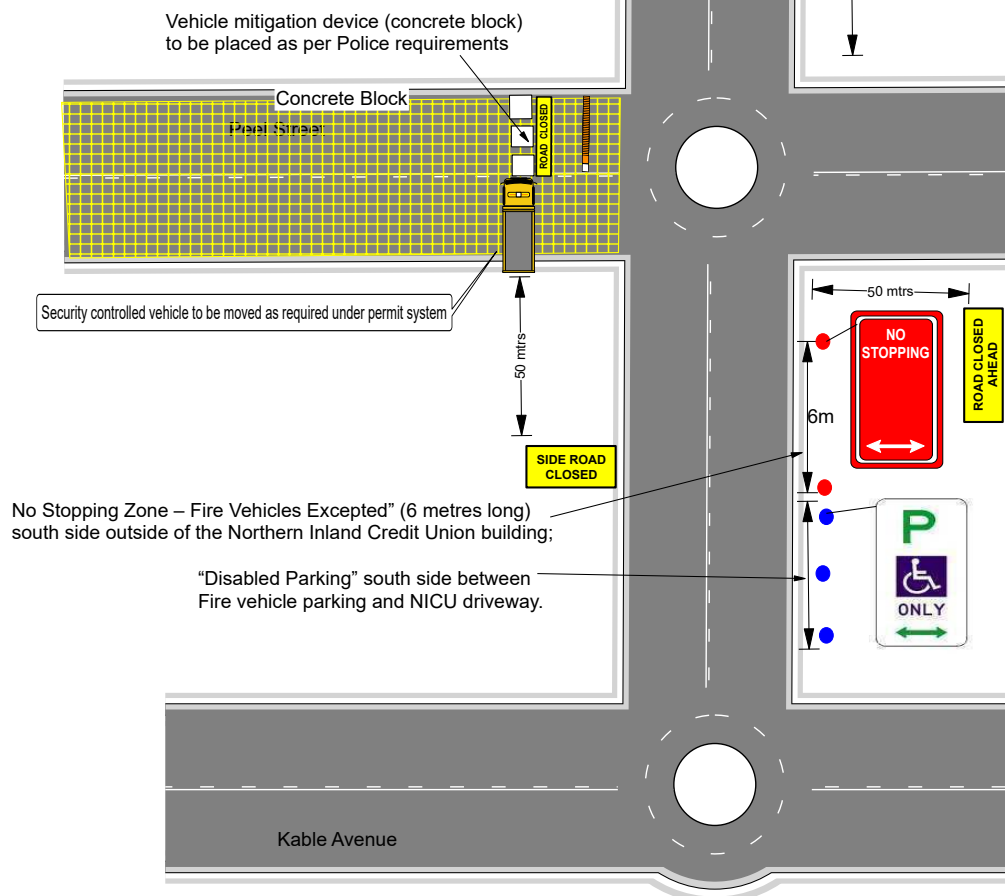 Vehicle mitigation device (concrete block)
to be placed as per Police requirements
Concrete Block
Peel Street
ROAD CLOSED
Security controlled vehicle to be moved as required under permit system
50 mtrs
50 mtrs
NO
STOPPING
ROAD CLOSED
AHEAD
6m
SIDE ROAD
CLOSED
No Stopping Zone – Fire Vehicles Excepted” (6 metres long)
south side outside of the Northern Inland Credit Union building;
P
ONLY
“Disabled Parking” south side between
Fire vehicle parking and NICU driveway.
Kable Avenue